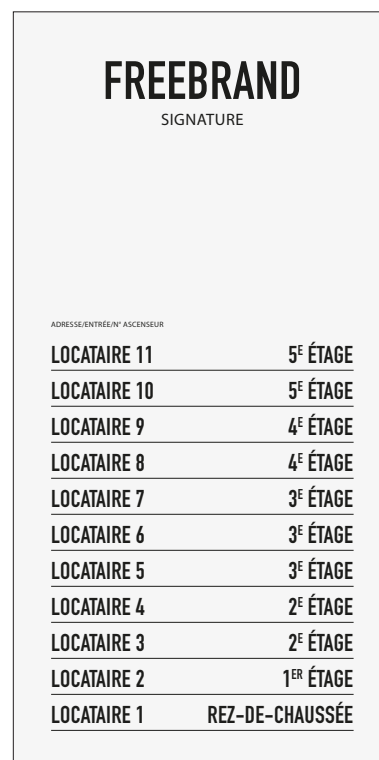 FREEBRAND
SIGNATURE
ADRESSE/ENTRÉE/N° ASCENSEUR
LOCATAIRE 11 5E ÉTAGE
LOCATAIRE 10 5E ÉTAGE
LOCATAIRE 9 4E ÉTAGE
LOCATAIRE 8 4E ÉTAGE
LOCATAIRE 7 3E ÉTAGE
LOCATAIRE 6 3E ÉTAGE
LOCATAIRE 5 3E ÉTAGE
LOCATAIRE 4 2E ÉTAGE
LOCATAIRE 3 2E ÉTAGE
LOCATAIRE 2 1ER ÉTAGE
LOCATAIRE 1 REZ-DE-CHAUSSÉE